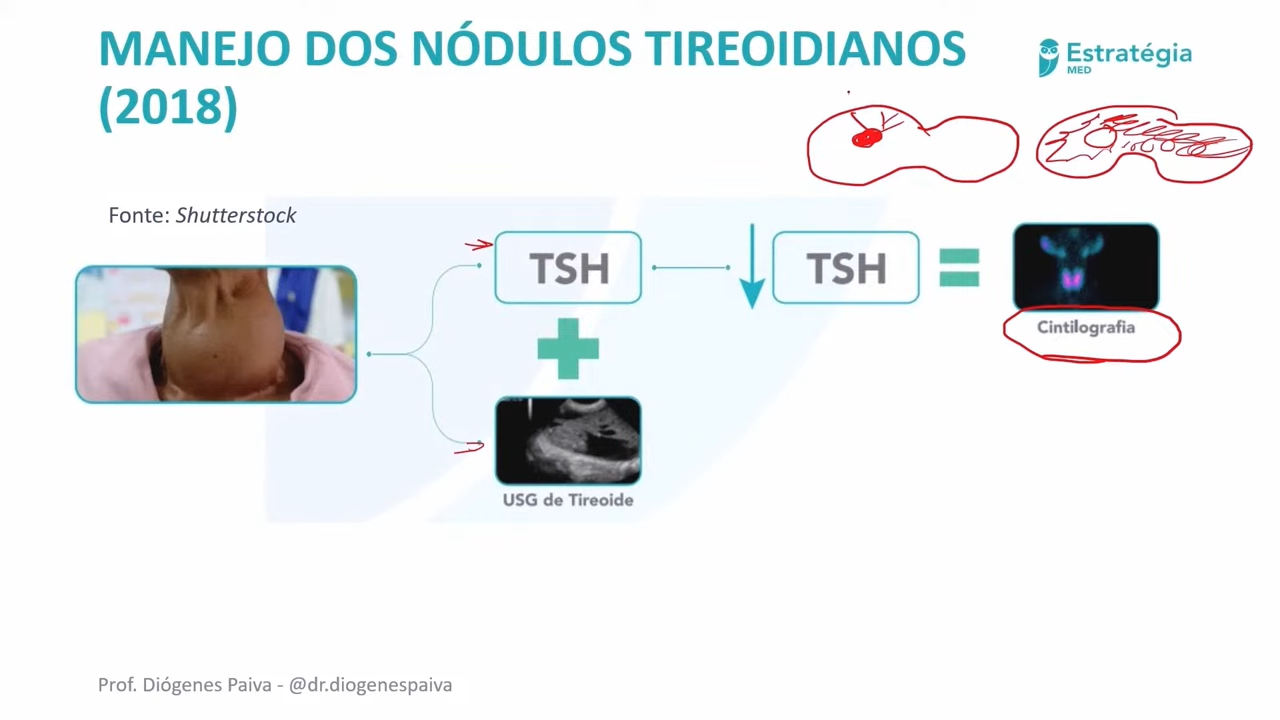 MANEJO DOS NÓDULOS TIREOIDIANOS
(2018)
Estratégia
MED
Fonte: Shutterstock
TSH
TSH
Cintilografia
USG de Tireoide
Prof. Diógenes Paiva - @dr.diogenespaiva